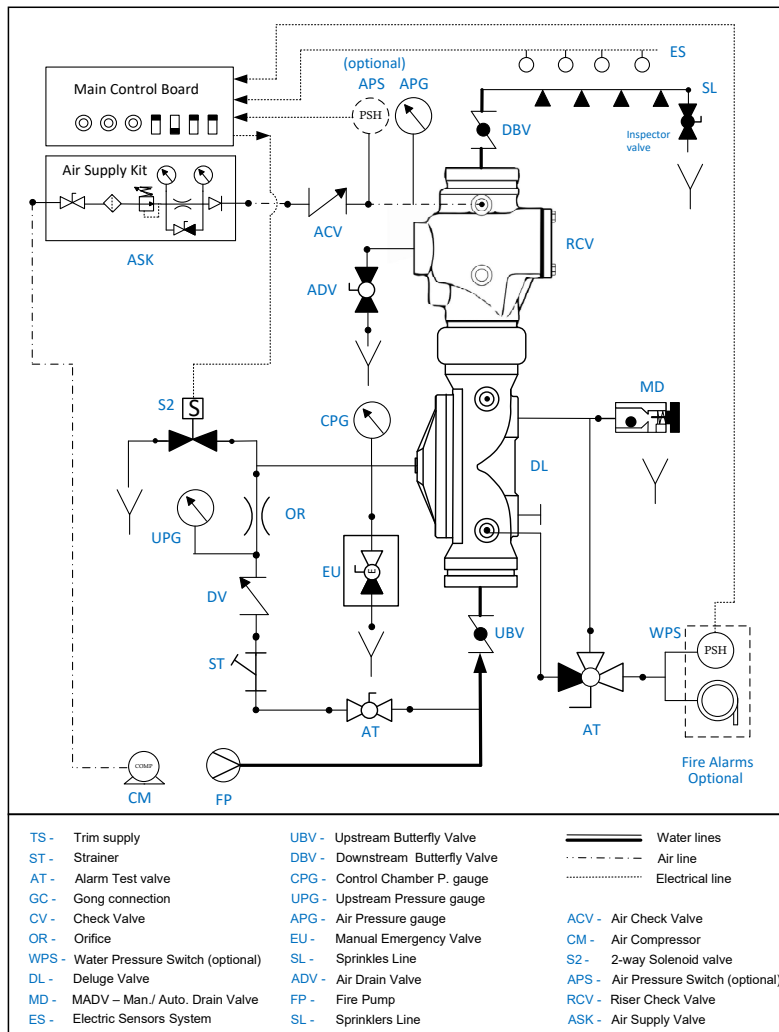 ES
(optional)
APS
APG
SL
Main Control Board
PSH
DBV
Inspector
valve
Air Supply Kit
ACV
RCV
ASK
ADV
MD
S2
S
CPG
DL
OR
UPG
EU
E
DV
UBV
WPS
ST
PSH
AT
AT
COMP
Fire Alarms
Optional
CM
FP
TS - Trim supply
ST - Strainer
AT - Alarm Test valve
GC - Gong connection
CV - Check Valve
OR - Orifice
WPS - Water Pressure Switch (optional)
DL - Deluge Valve
MD - MADV – Man./ Auto. Drain Valve
ES - Electric Sensors System
UBV - Upstream Butterfly Valve
DBV - Downstream Butterfly Valve
CPG - Control Chamber P. gauge
UPG - Upstream Pressure gauge
APG - Air Pressure gauge
EU - Manual Emergency Valve
SL - Sprinkles Line
ADV - Air Drain Valve
FP - Fire Pump
SL - Sprinklers Line
Water lines
Air line
Electrical line
ACV - Air Check Valve
CM - Air Compressor
S2 - 2-way Solenoid valve
APS - Air Pressure Switch (optional)
RCV - Riser Check Valve
ASK - Air Supply Valve